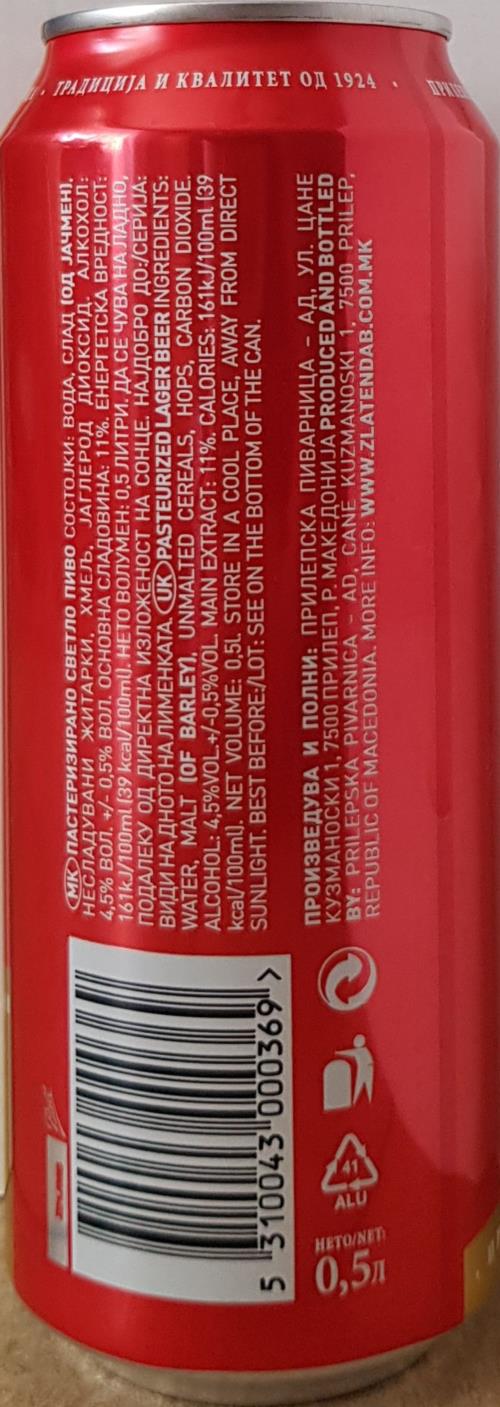 ТРАДИЦИЈА И КВАЛИТЕТ ОД 1924
MK ПАСТЕРИЗИРАНО СВЕТЛО ПИВО СОСТОЈКИ: ВОДА, СЛАД (ОД ЈАЧМЕН),
НЕСЛАДУВАНИ ЖИТАРКИ, ХМЕЉ, ЈАГЛЕРОД ДИОКСИД. АЛКОХОЛ:
4,5% ВОЛ. +/- 0,5% ВОЛ. ОСНОВНА СЛАДОВИНА: 11%. ЕНЕРГЕТСКА ВРЕДНОСТ:
161kJ/100ml (39 kcal/100ml). НЕТО ВОЛУМЕН: 0,5 ЛИТРИ. ДА СЕ ЧУВА НА ЛАДНО,
ПОДАЛЕКУ ОД ДИРЕКТНА ИЗЛОЖЕНОСТ НА СОНЦЕ. НАЈДОБРО ДО:/СЕРИЈА:
ВИДИ НА ДНОТО НА ЛИМЕНКАТА. UK PASTEURIZED LAGER BEER INGREDIENTS:
WATER, MALT (OF BARLEY), UNMALTED CEREALS, HOPS, CARBON DIOXIDE.
ALCOHOL: 4,5%VOL.+/-0,5%VOL. MAIN EXTRACT: 11%. CALORIES: 161kJ/100ml (39
kcal/100ml). NET VOLUME: 0,5l. STORE IN A COOL PLACE, AWAY FROM DIRECT
SUNLIGHT. BEST BEFORE:/LOT: SEE ON THE BOTTOM OF THE CAN.
ПРОИЗВЕДУВА И ПОЛНИ: ПРИЛЕПСКА ПИВАРНИЦА - АД, УЛ. ЦАНЕ
КУЗМАНОСКИ 1, 7500 ПРИЛЕП, Р. МАКЕДОНИЈА PRODUCED AND BOTTLED
BY: PRILEPSKA PIVARNICA - AD, CANE KUZMANOSKI 1, 7500 PRILEP,
REPUBLIC OF MACEDONIA. MORE INFO: WWW.ZLATENDAB.COM.MK
5 310043 000369 >
41
ALU
НЕТО/NET:
0,5л